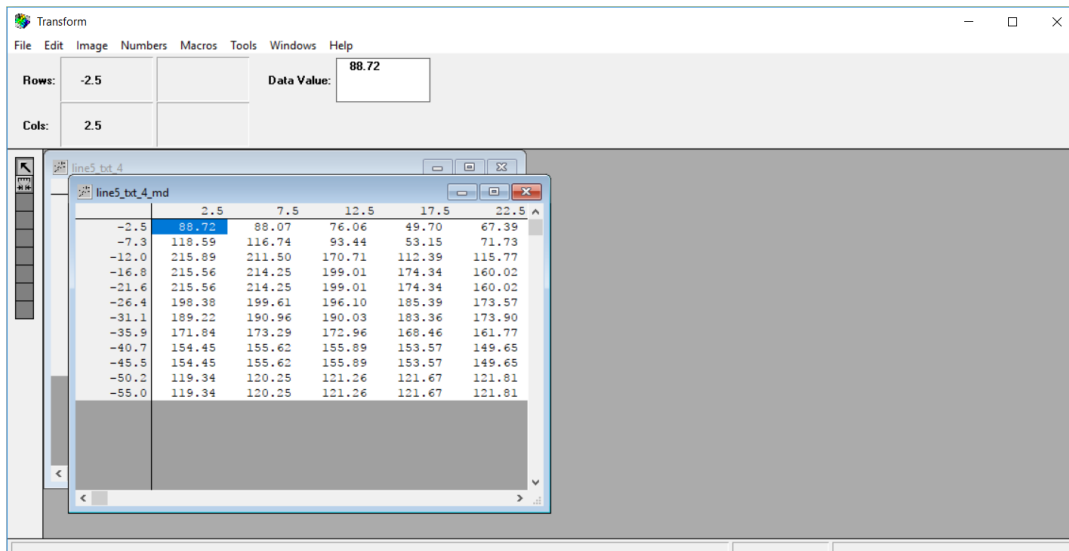 Transform
File Edit Image Numbers Macros Tools Windows Help
Rows: -2.5 Data Value: 88.72
Cols: 2.5
line5_txt_4
line5_txt_4_md
2.5 7.5 12.5 17.5 22.5
-2.5 88.72 88.07 76.06 49.70 67.39
-7.3 118.59 116.74 93.44 53.15 71.73
-12.0 215.89 211.50 170.71 112.39 115.77
-16.8 215.56 214.25 199.01 174.34 160.02
-21.6 215.56 214.25 199.01 174.34 160.02
-26.4 198.38 199.61 196.10 185.39 173.57
-31.1 189.22 190.96 190.03 183.36 173.90
-35.9 171.84 173.29 172.96 168.46 161.77
-40.7 154.45 155.62 155.89 153.57 149.65
-45.5 154.45 155.62 155.89 153.57 149.65
-50.2 119.34 120.25 121.26 121.67 121.81
-55.0 119.34 120.25 121.26 121.67 121.81